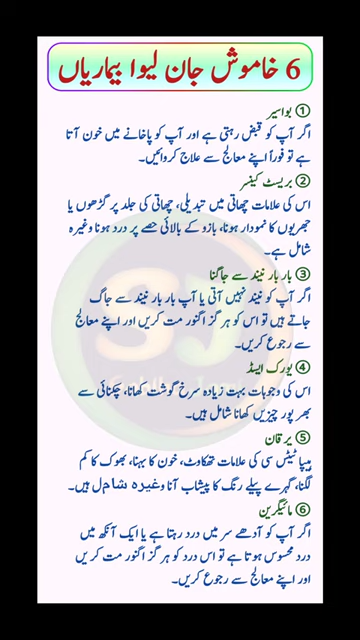 6 خاموش جان لیوا بیماریاں
① بواسیر
اگر آپ کو قبض رہتی ہے اور آپ کو پاخانے میں خون آتا
ہے تو فوراً اپنے معالج سے علاج کروائیں۔
② بریسٹ کینسر
اس کی علامات چھاتی میں تبدیلی، چھاتی کی جلد پر گڑھوں یا
جھریوں کا نمودار ہونا، بازو کے بالائی حصے پر درد ہونا وغیرہ
شامل ہے۔
③ بار بار نیند سے جاگنا
اگر آپ کو نیند نہیں آتی یا آپ بار بار نیند سے جاگ
جاتے ہیں تو اس کو ہر گز اگنور مت کریں اور اپنے معالج
سے رجوع کریں۔
④ یورک ایسڈ
اس کی وجوہات بہت زیادہ سرخ گوشت کھانا، چکنائی سے
بھر پور چیزیں کھانا شامل ہیں۔
⑤ یرقان
ہیپاٹیٹس سی کی علامات تھکاوٹ، خون کا بہنا، بھوک کا کم
لگنا، گہرے پیلے رنگ کا پیشاب آنا وغیرہ شامل ہیں۔
⑥ مائیگرین
اگر آپ کو آدھے سر میں درد رہتا ہے یا ایک آنکھ میں
درد محسوس ہوتا ہے تو اس درد کو ہر گز اگنور مت کریں
اور اپنے معالج سے رجوع کریں۔